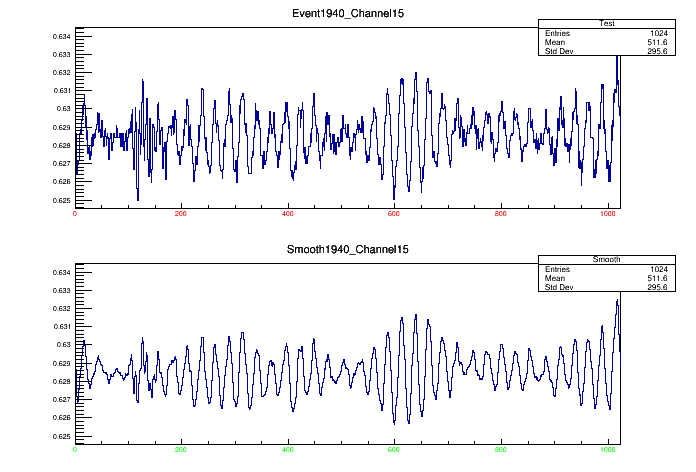 Event1940_Channel15
Test
Entries 1024
Mean 511.6
Std Dev 295.6
0.634
0.633
0.632
0.631
0.63
0.629
0.628
0.627
0.626
0.625
0 200 400 600 800 1000
Smooth1940_Channel15
Smooth
Entries 1024
Mean 511.6
Std Dev 295.6
0.634
0.633
0.632
0.631
0.63
0.629
0.628
0.627
0.626
0.625
0 200 400 600 800 1000